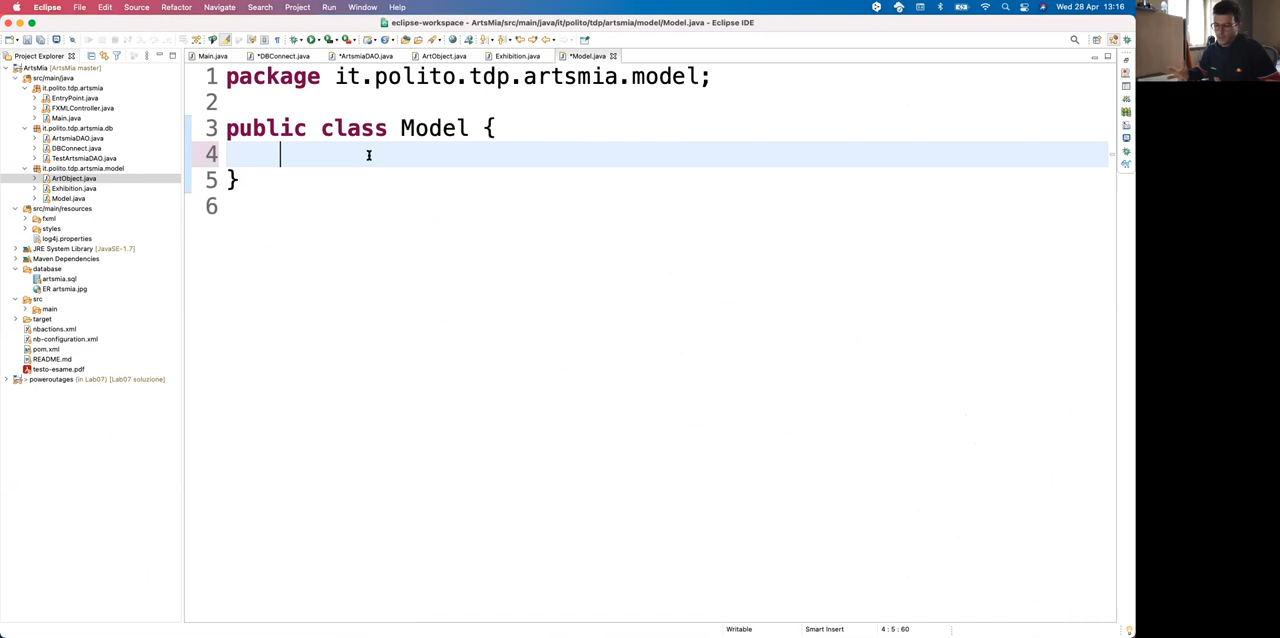 Eclipse File Edit Source Refactor Navigate Search Project Run Window Help Wed 28 Apr 13:16
eclipse-workspace - ArtsMia/src/main/java/it/polito/tdp/artsmia/model/Model.java - Eclipse IDE
Project Explorer
Main.java *DBConnect.java *ArtsmiaDAO.java ArtObject.java Exhibition.java *Model.java
ArtsMia [ArtsMia master]
src/main/java
it.polito.tdp.artsmia
EntryPoint.java
FXMLController.java
Main.java
it.polito.tdp.artsmia.db
ArtsmiaDAO.java
DBConnect.java
TestArtsmiaDAO.java
it.polito.tdp.artsmia.model
ArtObject.java
Exhibition.java
Model.java
src/main/resources
fxml
styles
log4j.properties
JRE System Library [JavaSE-1.7]
Maven Dependencies
database
artsmia.sql
ER artsmia.jpg
src
main
target
nbactions.xml
nb-configuration.xml
pom.xml
README.md
testo-esame.pdf
> poweroutages (in Lab07) [Lab07 soluzione]
1 package it.polito.tdp.artsmia.model;
2
3 public class Model {
4
5 }
6
Writable Smart Insert 4 : 5 : 60